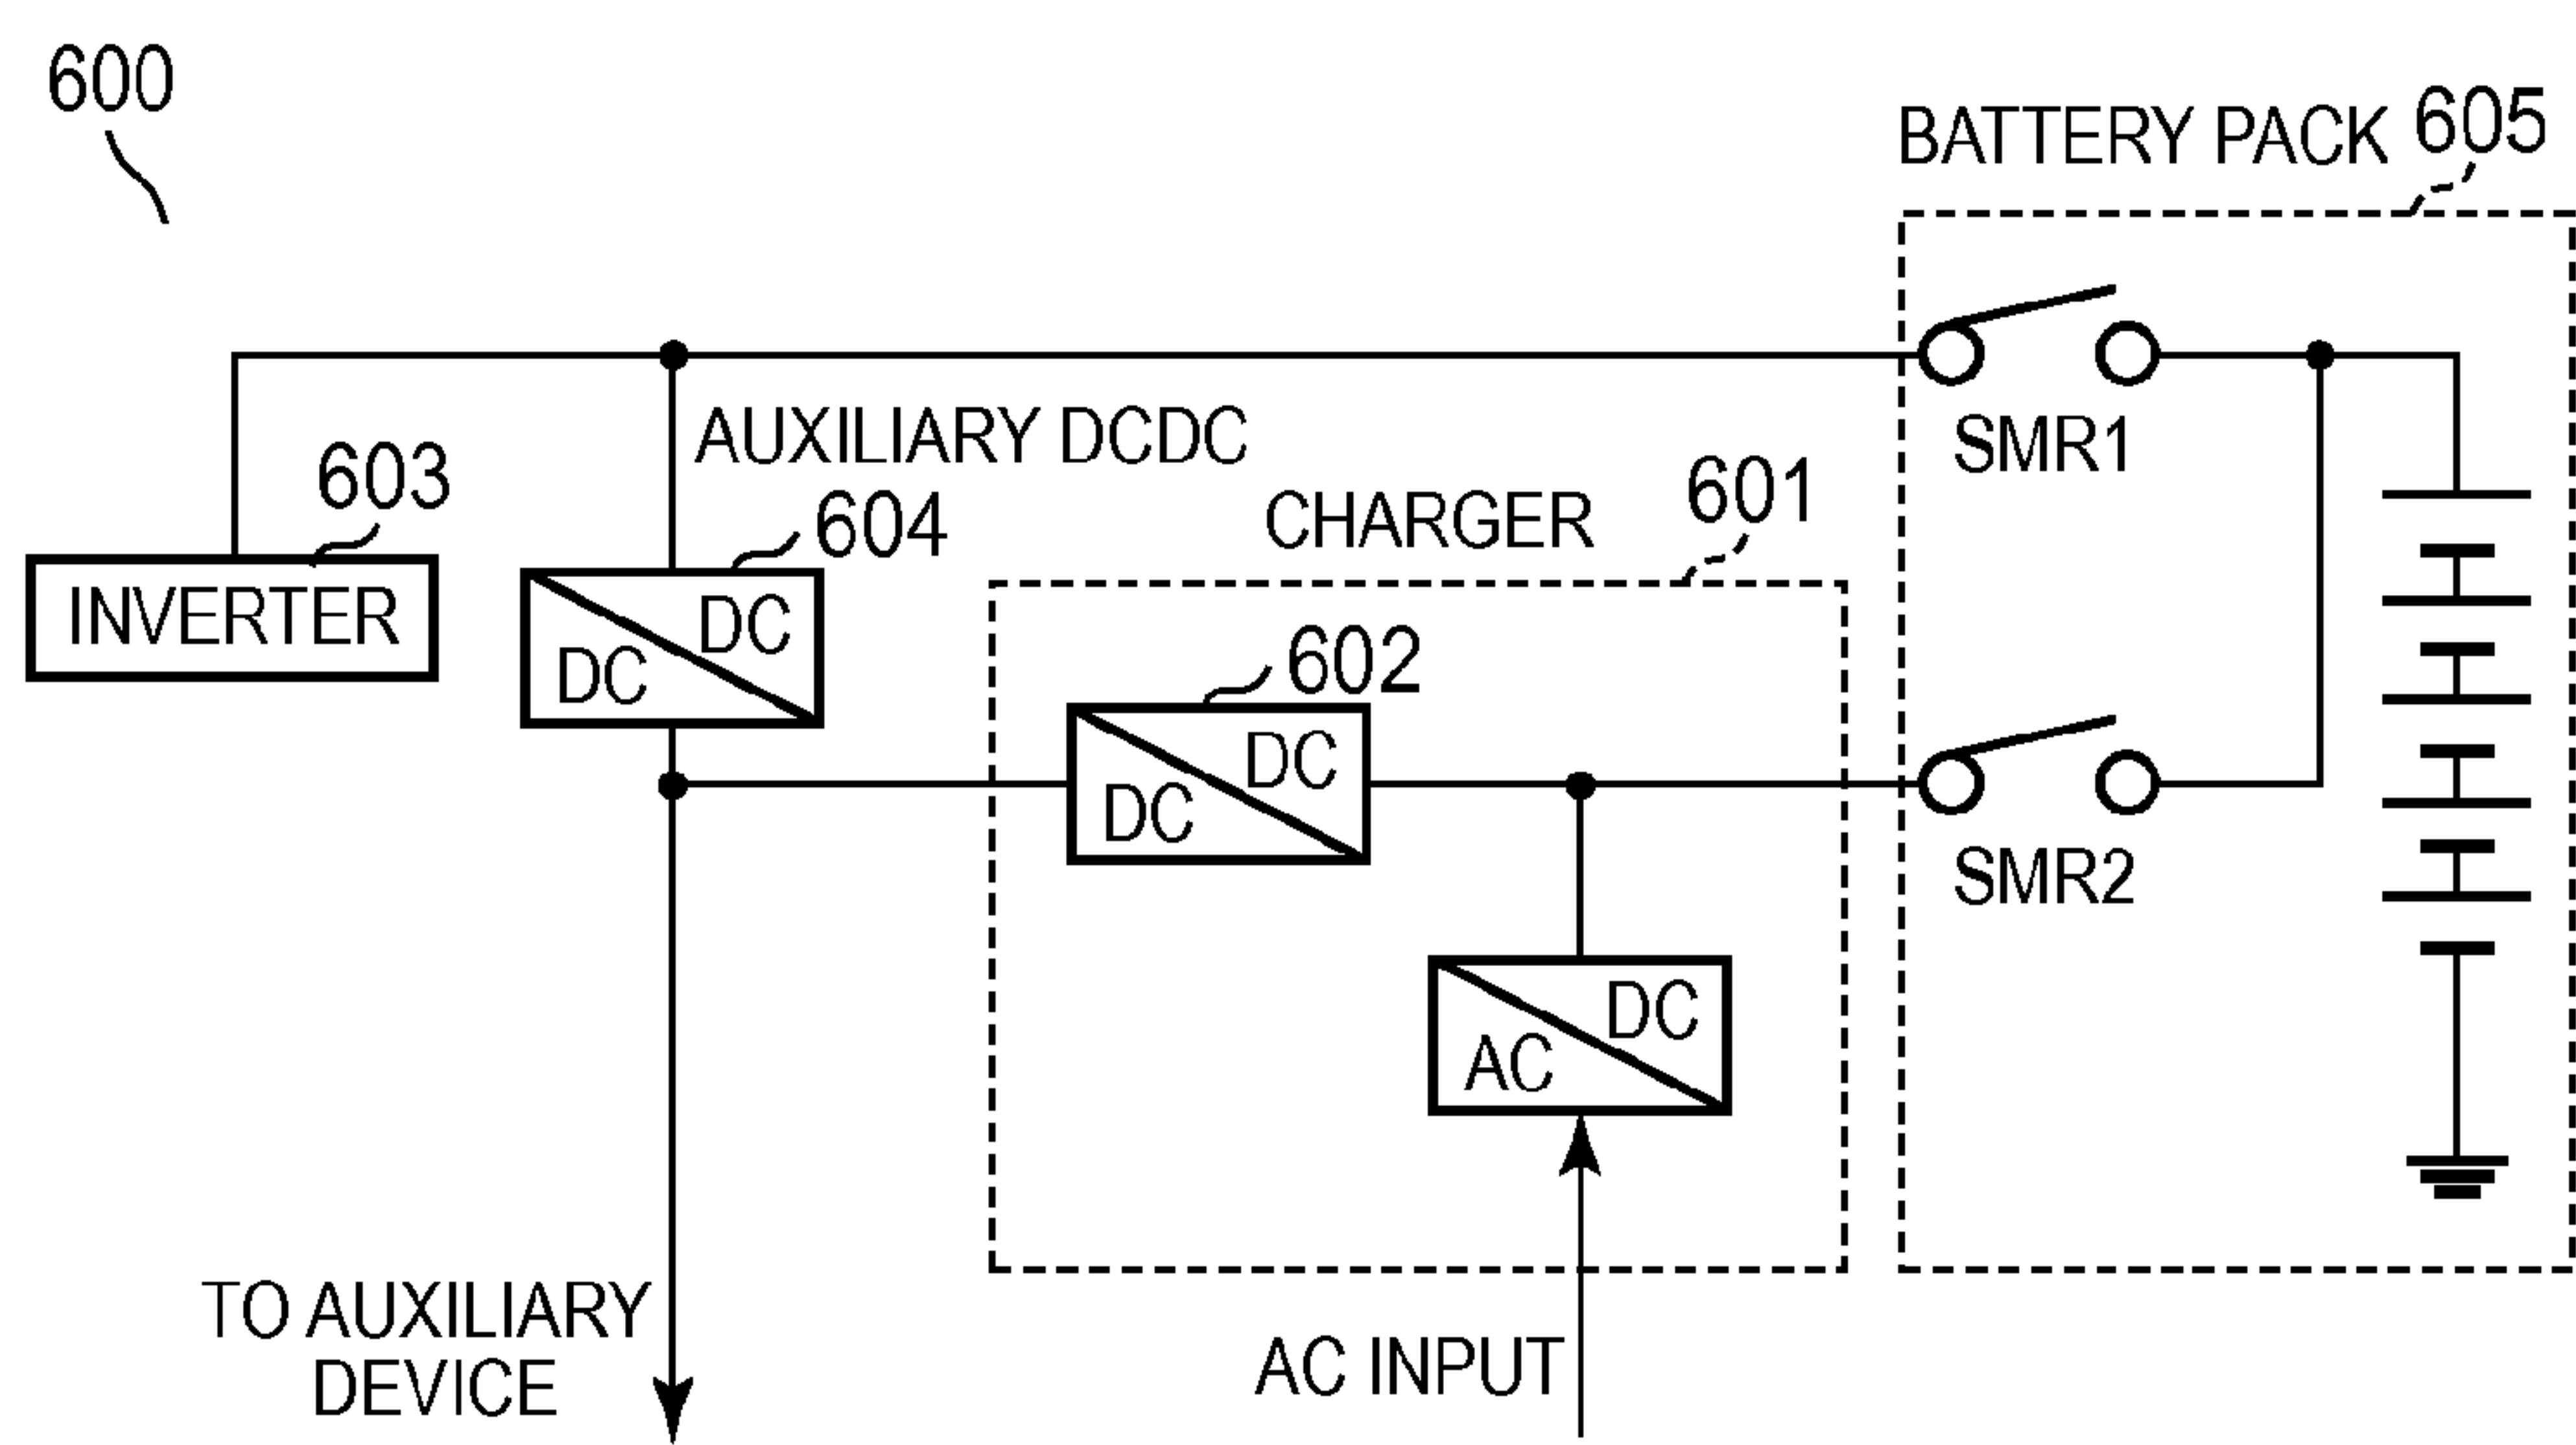 600
BATTERY PACK 605
SMR1
AUXILIARY DCDC
603
604
CHARGER 601
INVERTER
DC
DC
602
DC
DC
SMR2
DC
AC
TO AUXILIARY
DEVICE
AC INPUT